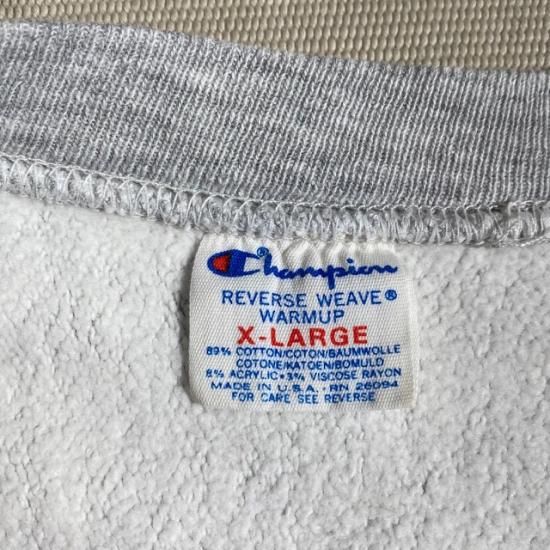 Champion
REVERSE WEAVE®
WARMUP
X-LARGE
89% COTTON/COTON/BAUMWOLLE
COTONE/KATOEN/BOMULD
8% ACRYLIC • 3% VISCOSE RAYON
MADE IN U.S.A. • RN 26094
FOR CARE SEE REVERSE